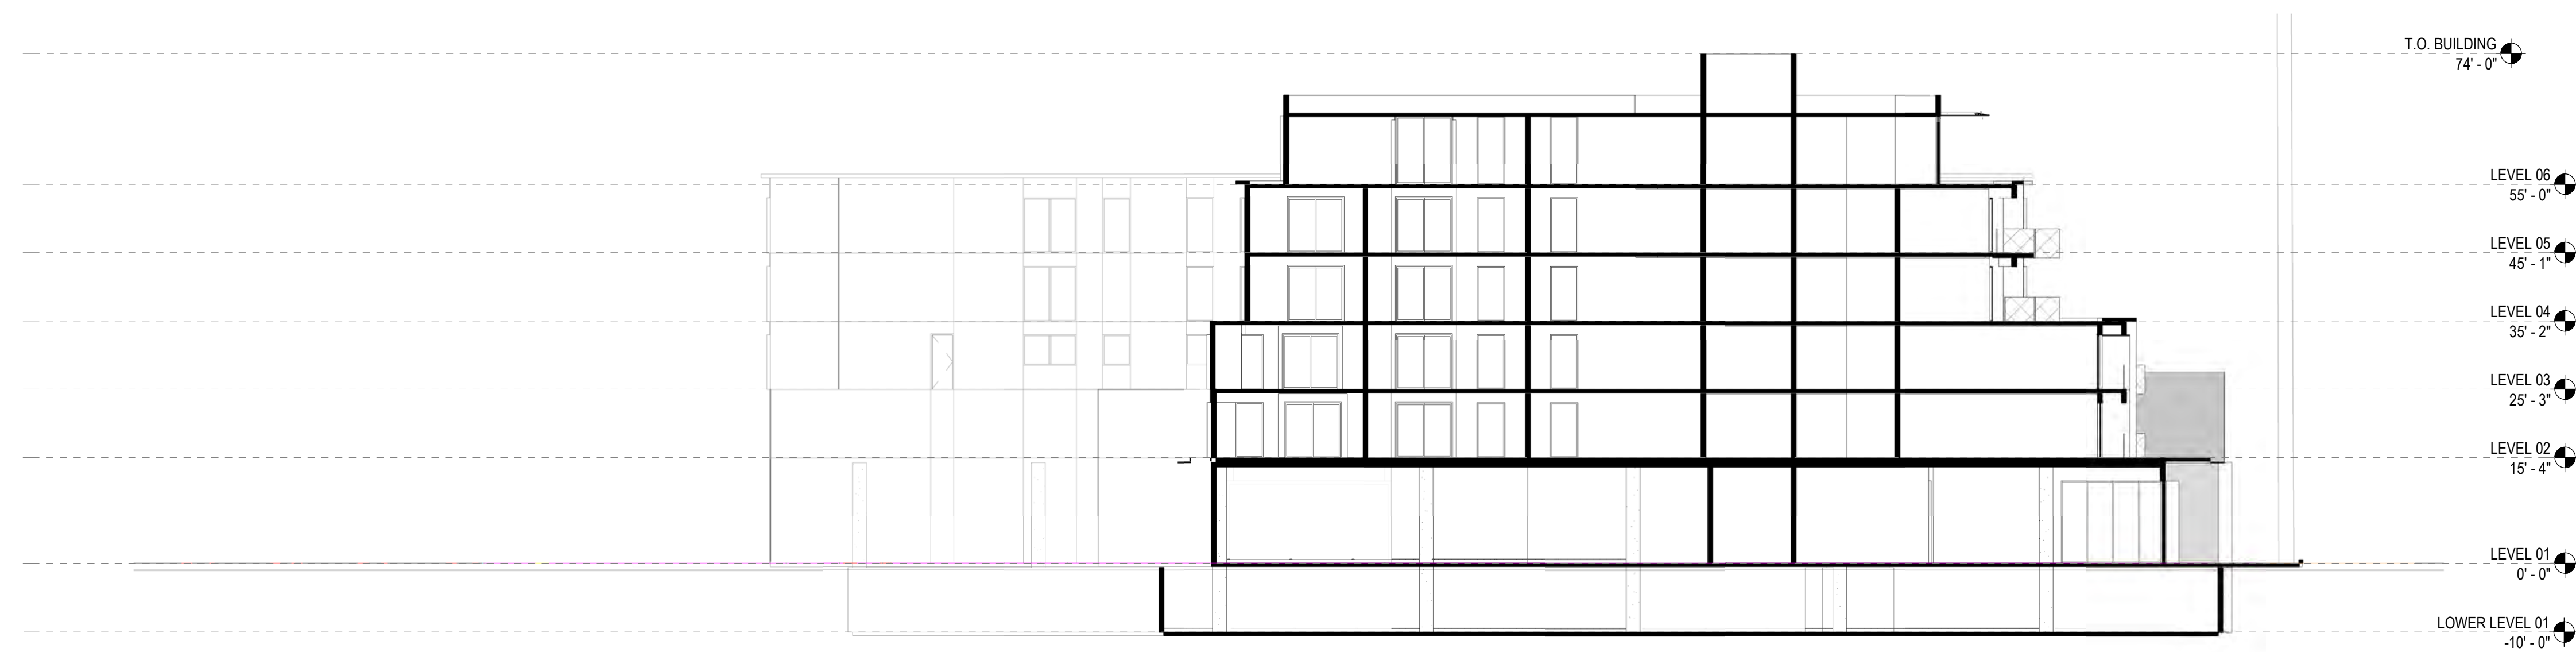 T.O. BUILDING
74' - 0"
LEVEL 06
55' - 0"
LEVEL 05
45' - 1"
LEVEL 04
35' - 2"
LEVEL 03
25' - 3"
LEVEL 02
15' - 4"
LEVEL 01
0' - 0"
LOWER LEVEL 01
-10' - 0"